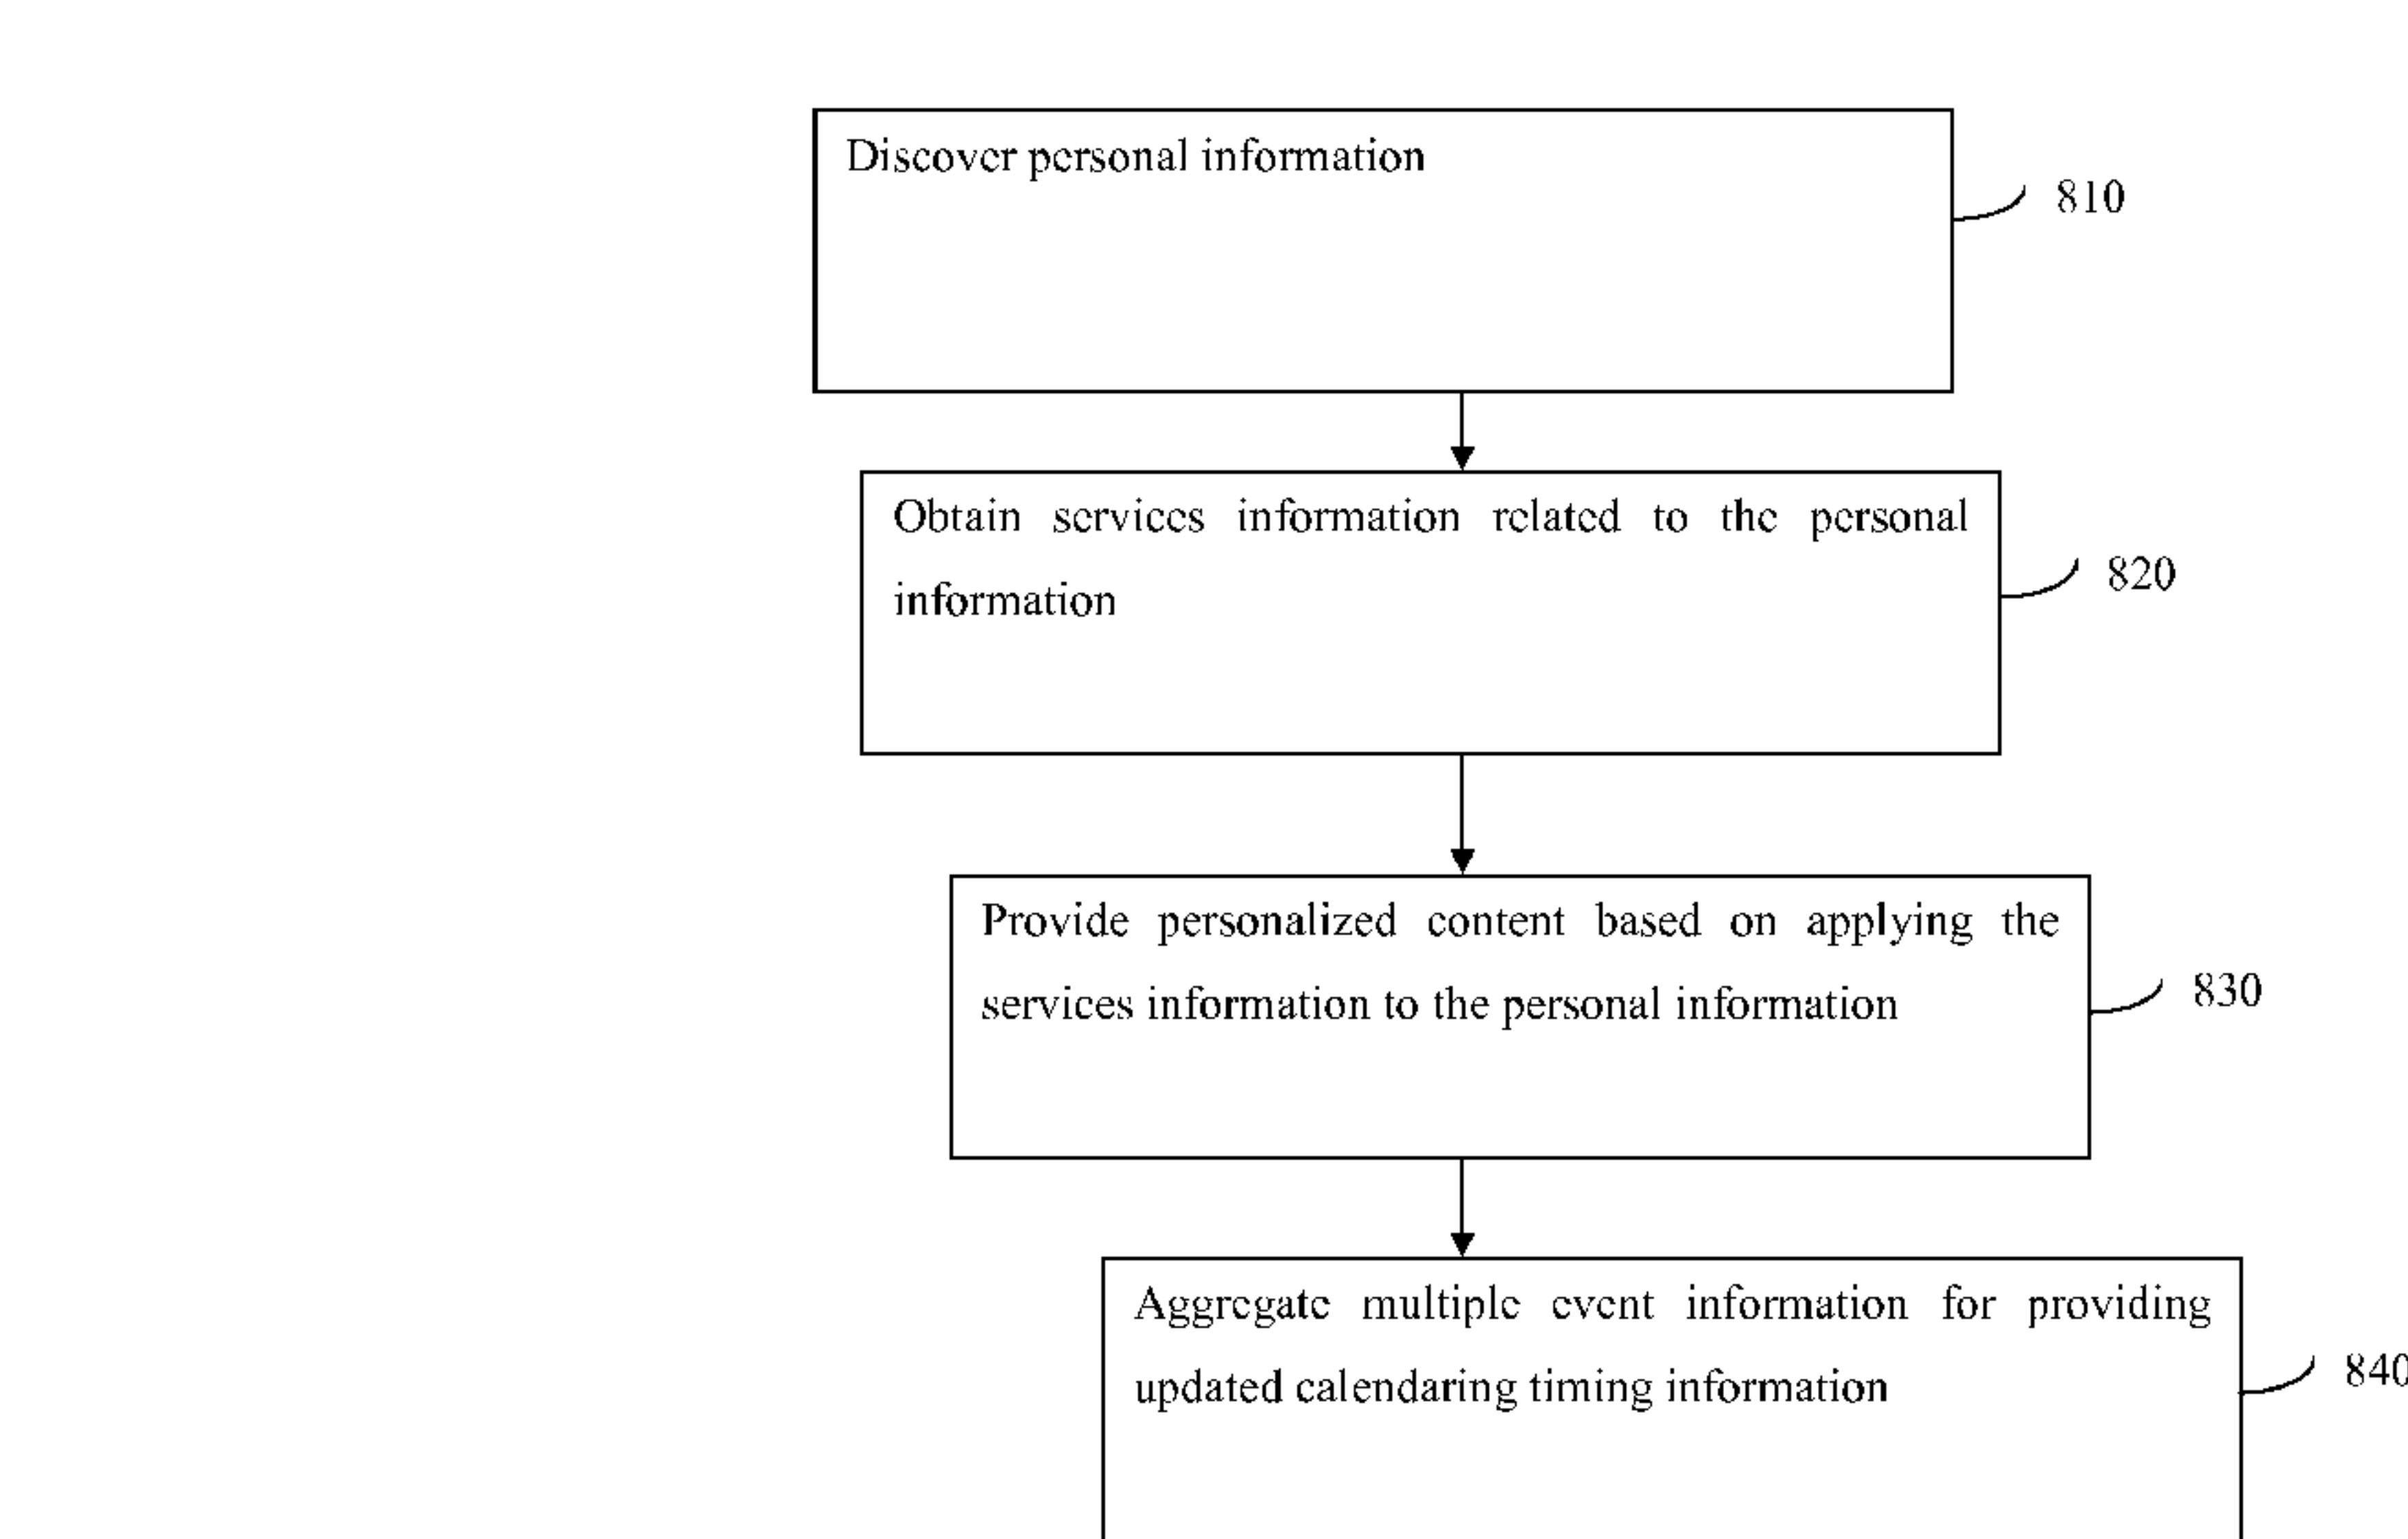 Discover personal information
810
Obtain services information related to the personal
information
820
Provide personalized content based on applying the
services information to the personal information
830
Aggregate multiple event information for providing
updated calendaring timing information
840